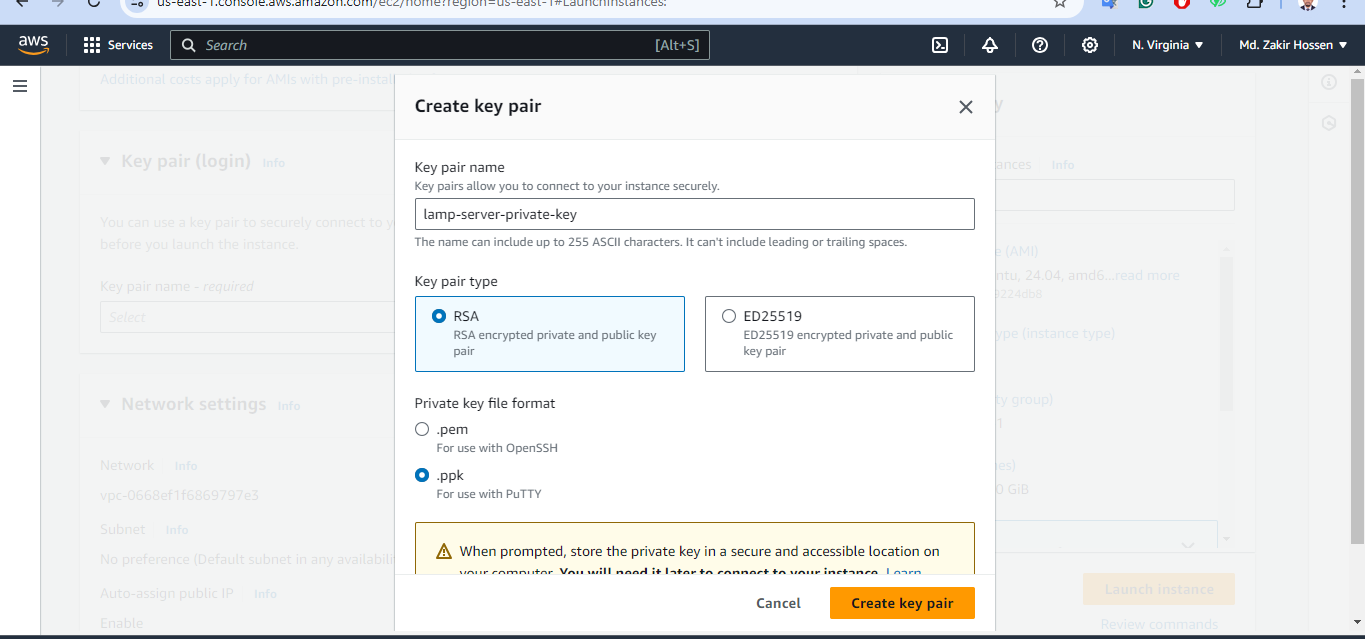 us-east-1.console.aws.amazon.com/ec2/home?region=us-east-1#LaunchInstances:
aws
Services
Search
[Alt+S]
N. Virginia
Md. Zakir Hossen
Additional costs apply for AMIs with pre-instal
Key pair (login) Info
You can use a key pair to securely connect to y
before you launch the instance.
Key pair name - required
Select
Network settings Info
Network Info
vpc-0668ef1f6869797e3
Subnet Info
No preference (Default subnet in any availabili
Auto-assign public IP Info
Enable
Create key pair
Key pair name
Key pairs allow you to connect to your instance securely.
lamp-server-private-key
The name can include up to 255 ASCII characters. It can't include leading or trailing spaces.
Key pair type
RSA
RSA encrypted private and public key
pair
ED25519
ED25519 encrypted private and public
key pair
Private key file format
.pem
For use with OpenSSH
.ppk
For use with PuTTY
When prompted, store the private key in a secure and accessible location on
your computer. You will need it later to connect to your instance. Learn
Cancel
Create key pair
y
ances Info
e (AMI)
ntu, 24.04, amd6...read more
9224db8
ype (instance type)
ty group)
1
es)
0 GiB
Launch instance
Review commands